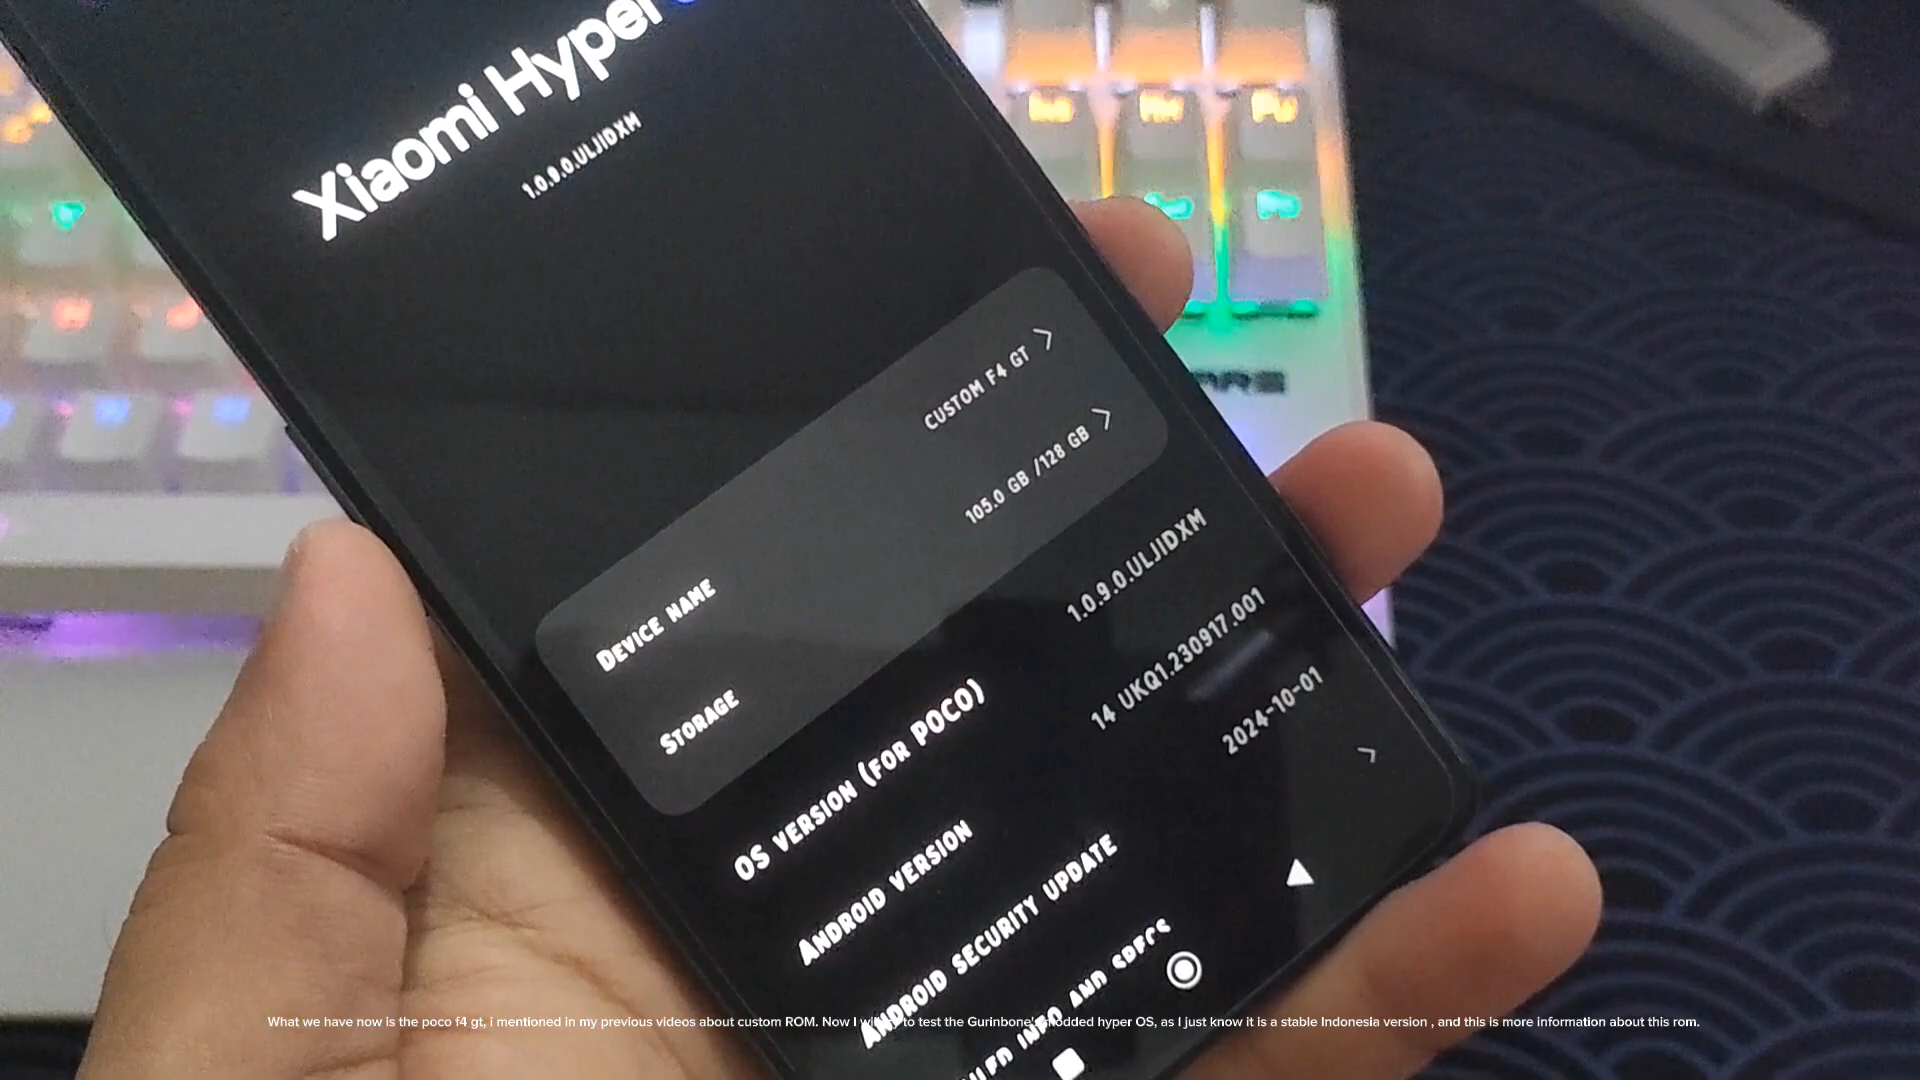 Xiaomi Hyper
1.0.9.0.ULJIDXM
DEVICE NAME
CUSTOM F4 GT
STORAGE
105.0 GB /128 GB
OS VERSION (FOR POCO)
1.0.9.0.ULJIDXM
ANDROID VERSION
14 UKQ1.230917.001
ANDROID SECURITY UPDATE
2024-10-01
INFO AND SPECS
What we have now is the poco f4 gt, i mentioned in my previous videos about custom ROM. Now I to test the Gurinbone's modded hyper OS, as I just know it is a stable Indonesia version , and this is more information about this rom.